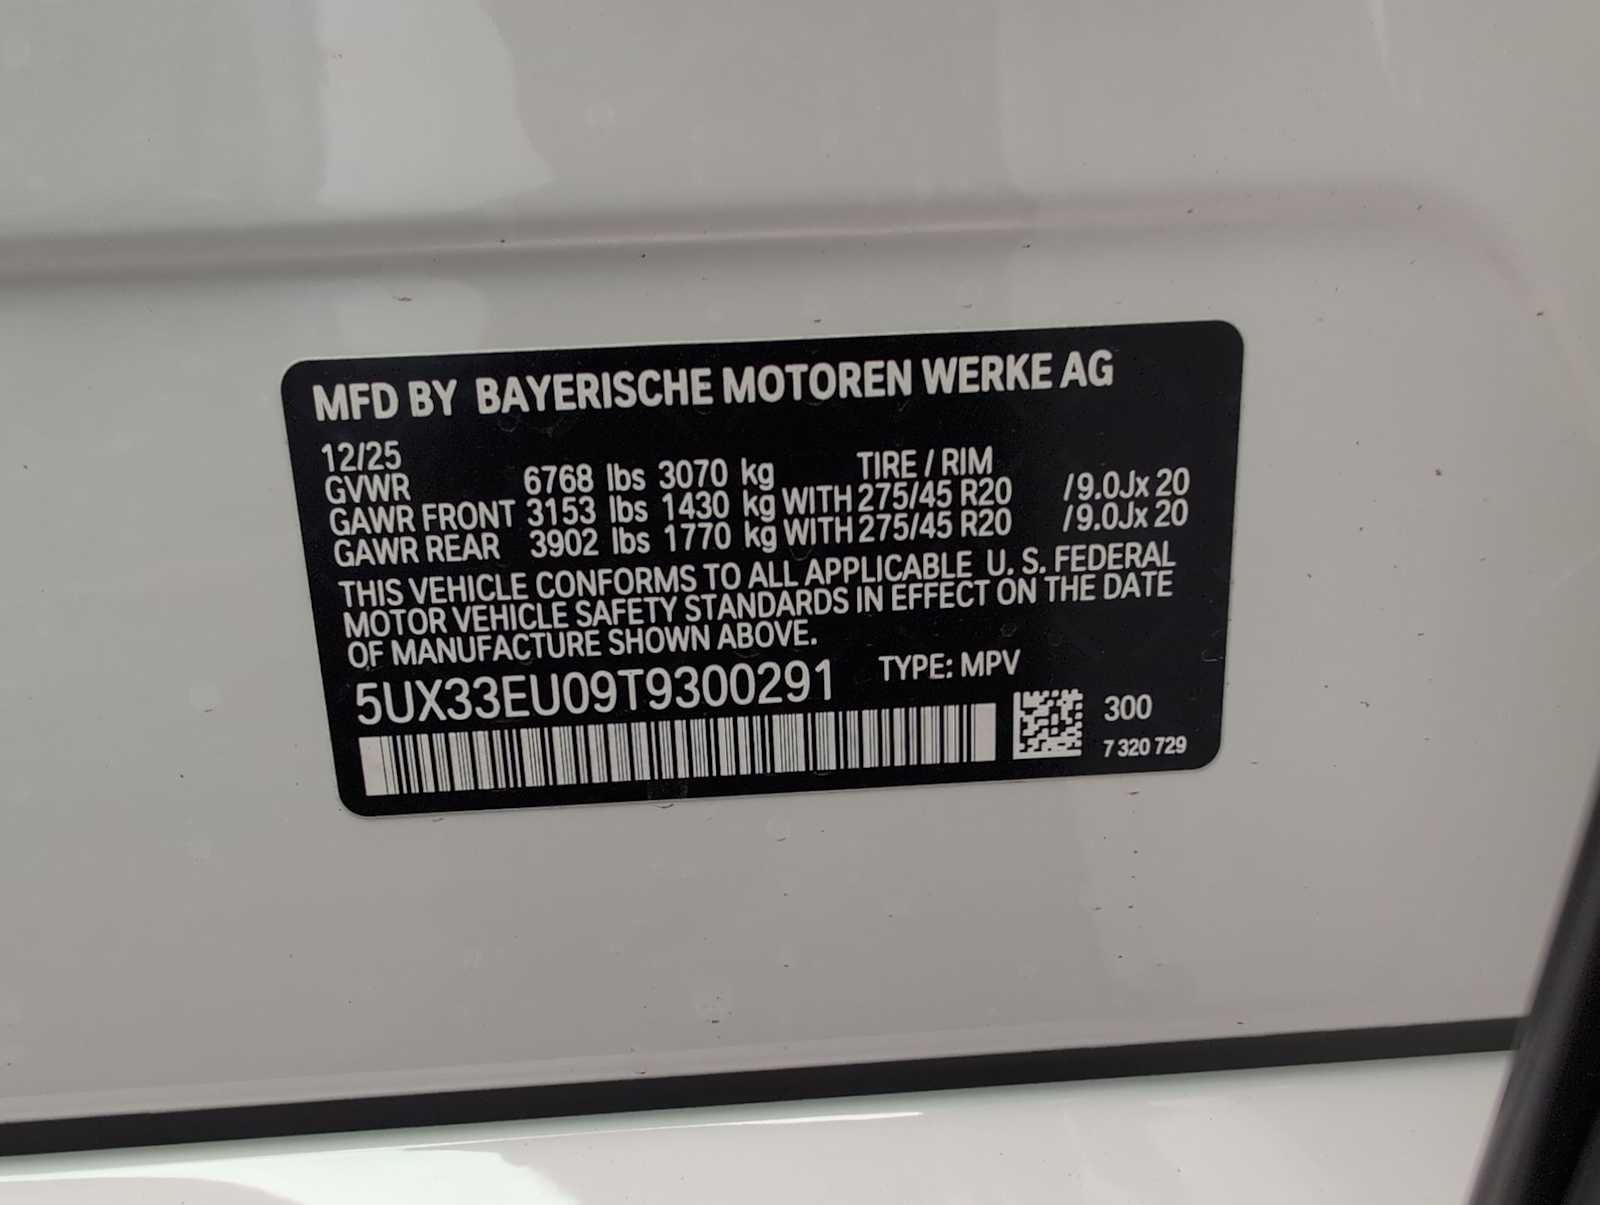 MFD BY BAYERISCHE MOTOREN WERKE AG
12/25 TIRE / RIM
GVWR 6768 lbs 3070 kg
GAWR FRONT 3153 lbs 1430 kg WITH 275/45 R20 /9.0Jx 20
GAWR REAR 3902 lbs 1770 kg WITH 275/45 R20 /9.0Jx 20
THIS VEHICLE CONFORMS TO ALL APPLICABLE U. S. FEDERAL
MOTOR VEHICLE SAFETY STANDARDS IN EFFECT ON THE DATE
OF MANUFACTURE SHOWN ABOVE.
5UX33EU09T9300291 TYPE: MPV
300
7 320 729